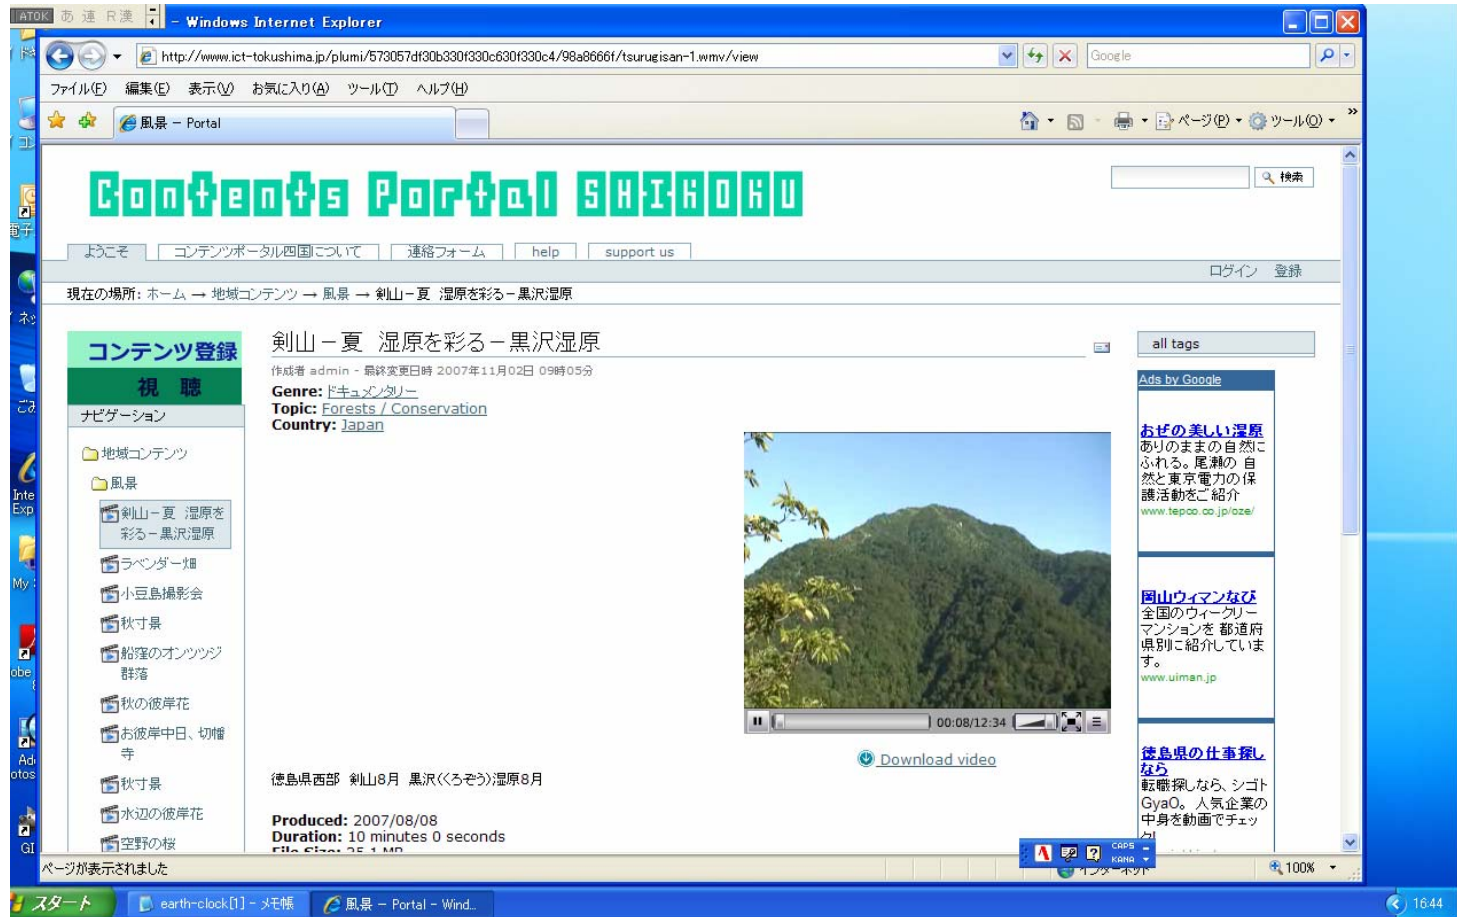 ATOK あ 連 R漢
- Windows Internet Explorer
http://www.ict-tokushima.jp/plumi/573057df30b330f330c630f330c4/98a8666f/tsurugisan-1.wmv/view
Google
ファイル(F) 編集(E) 表示(V) お気に入り(A) ツール(T) ヘルプ(H)
風景 - Portal
ページ(P) ツール(O)
Contents Portal SHIKOKU
検索
ようこそ コンテンツポータル四国について 連絡フォーム help support us
ログイン 登録
現在の場所: ホーム → 地域コンテンツ → 風景 → 剣山-夏 湿原を彩る-黒沢湿原
コンテンツ登録
視 聴
ナビゲーション
地域コンテンツ
風景
剣山-夏 湿原を
彩る-黒沢湿原
ラベンダー畑
小豆島撮影会
秋寸景
船窪のオンツツジ
群落
秋の彼岸花
お彼岸中日、切幡
寺
秋寸景
水辺の彼岸花
空野の桜
剣山-夏 湿原を彩る-黒沢湿原
作成者 admin - 最終変更日時 2007年11月02日 09時05分
Genre: ドキュメンタリー
Topic: Forests / Conservation
Country: Japan
00:08/12:34
Download video
徳島県西部 剣山8月 黒沢(くろぞう)湿原8月
Produced: 2007/08/08
Duration: 10 minutes 0 seconds
File Size: 25.1 MB
all tags
Ads by Google
おぜの美しい湿原
ありのままの自然に
ふれる。尾瀬の 自
然と東京電力の保
護活動をご紹介
www.tepco.co.jp/oze/
岡山ウィマンなび
全国のウィークリー
マンションを 都道府
県別に紹介していま
す。
www.uiman.jp
徳島県の仕事探し
なら
転職探しなら、シゴト
GyaO。人気企業の
中身を動画でチェッ
ク!
CAPS
KANA
ページが表示されました
インターネット
100%
スタート
earth-clock[1] - メモ帳
風景 - Portal - Wind...
16:44